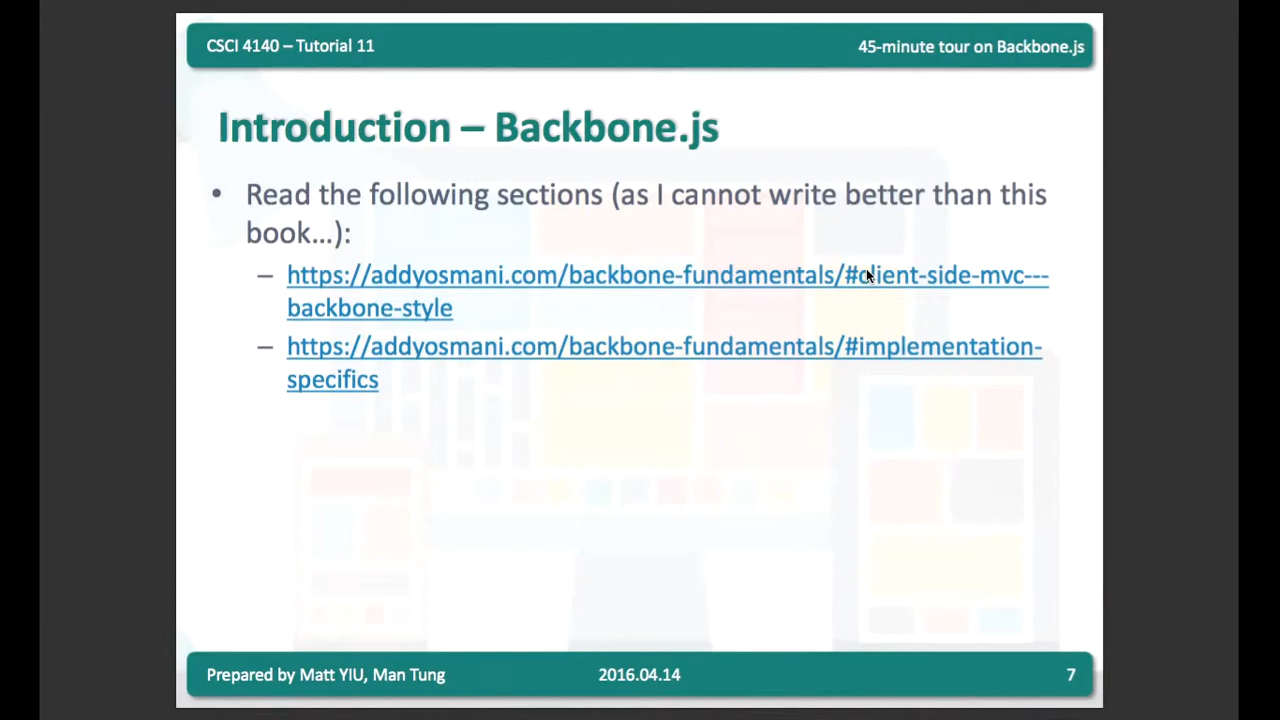 CSCI 4140 – Tutorial 11
45-minute tour on Backbone.js
Introduction – Backbone.js
• Read the following sections (as I cannot write better than this
book…):
– https://addyosmani.com/backbone-fundamentals/#client-side-mvc---
backbone-style
– https://addyosmani.com/backbone-fundamentals/#implementation-
specifics
Prepared by Matt YIU, Man Tung
2016.04.14
7